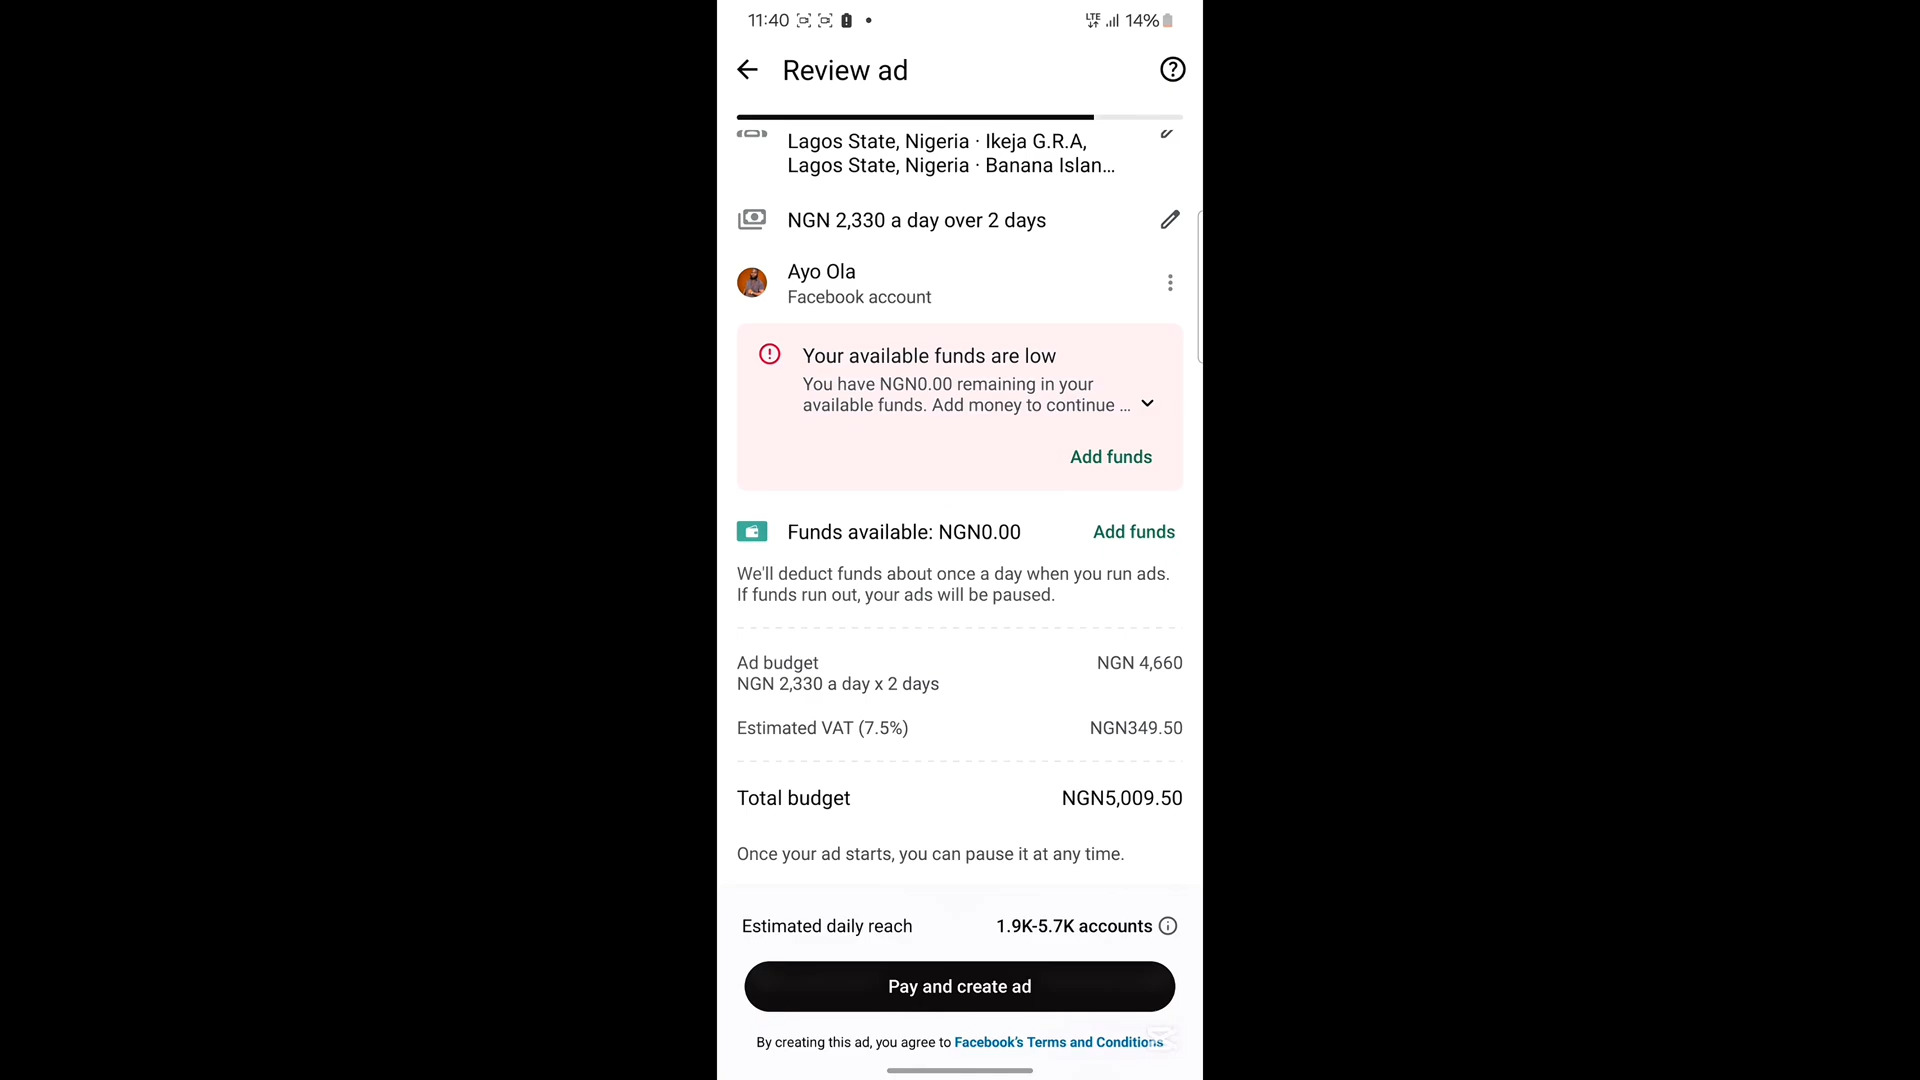 11:40
LTE
14%
Review ad
Lagos State, Nigeria · Ikeja G.R.A,
Lagos State, Nigeria · Banana Islan...
NGN 2,330 a day over 2 days
Ayo Ola
Facebook account
Your available funds are low
You have NGN0.00 remaining in your
available funds. Add money to continue ...
Add funds
Funds available: NGN0.00
Add funds
We'll deduct funds about once a day when you run ads.
If funds run out, your ads will be paused.
Ad budget
NGN 4,660
NGN 2,330 a day x 2 days
Estimated VAT (7.5%)
NGN349.50
Total budget
NGN5,009.50
Once your ad starts, you can pause it at any time.
Estimated daily reach
1.9K-5.7K accounts
Pay and create ad
By creating this ad, you agree to Facebook's Terms and Conditions